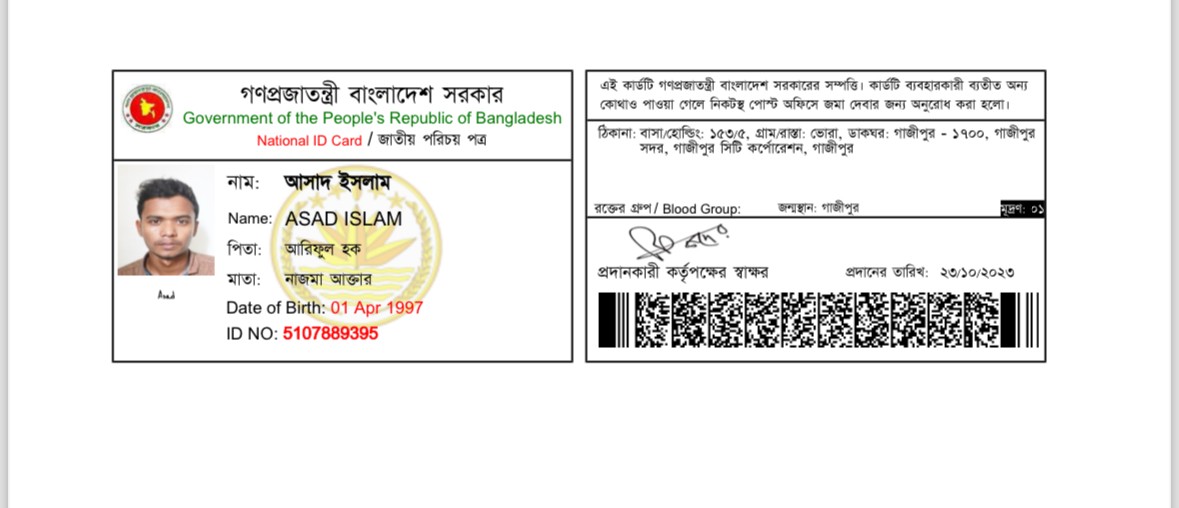 গণপ্রজাতন্ত্রী বাংলাদেশ সরকার
Government of the People's Republic of Bangladesh
National ID Card / জাতীয় পরিচয় পত্র
নাম: আসাদ ইসলাম
Name: ASAD ISLAM
পিতা: আরিফুল হক
মাতা: নাজমা আক্তার
Asad
Date of Birth: 01 Apr 1997
ID NO: 5107889395
এই কার্ডটি গণপ্রজাতন্ত্রী বাংলাদেশ সরকারের সম্পত্তি। কার্ডটি ব্যবহারকারী ব্যতীত অন্য
কোথাও পাওয়া গেলে নিকটস্থ পোস্ট অফিসে জমা দেবার জন্য অনুরোধ করা হলো।
ঠিকানা: বাসা/হোল্ডিং: ১৫৩/৫, গ্রাম/রাস্তা: ভোরা, ডাকঘর: গাজীপুর - ১৭০০, গাজীপুর
সদর, গাজীপুর সিটি কর্পোরেশন, গাজীপুর
রক্তের গ্রুপ / Blood Group: জন্মস্থান: গাজীপুর মুদ্রণ: ০১
প্রদানকারী কর্তৃপক্ষের স্বাক্ষর প্রদানের তারিখ: ২৩/১০/২০২৩